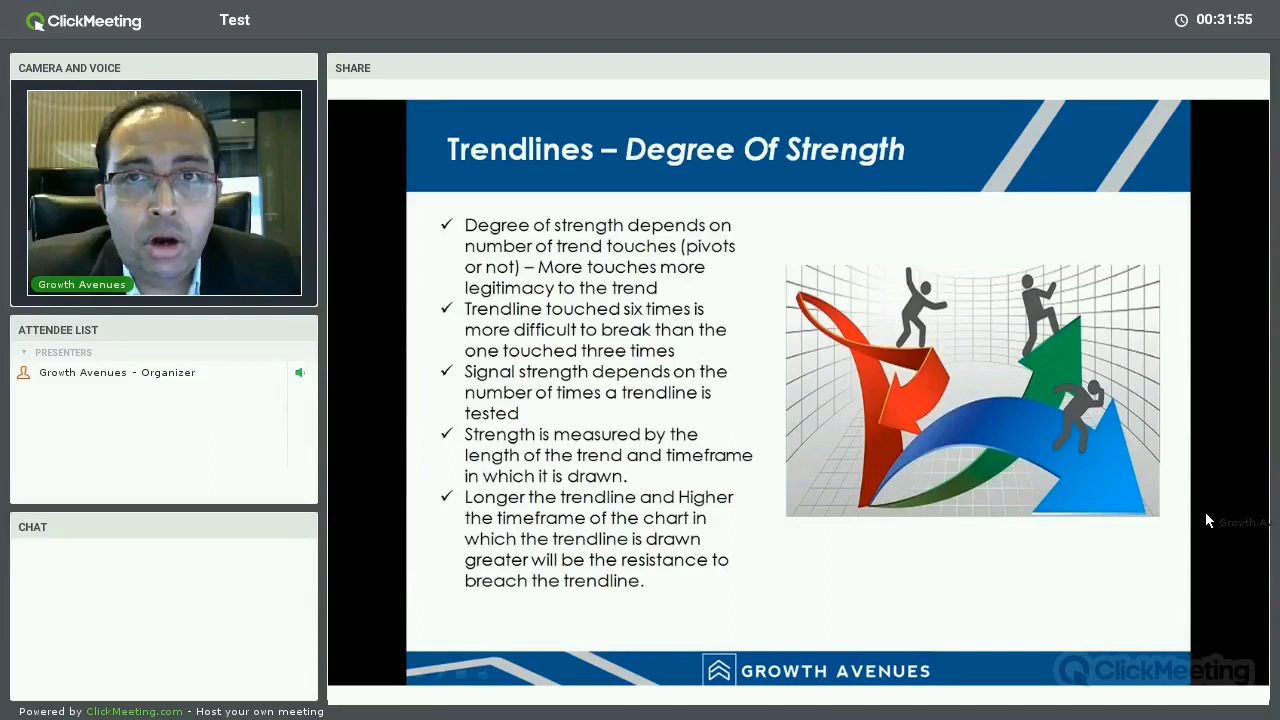 ClickMeeting
Test
00:31:55
CAMERA AND VOICE
SHARE
Growth Avenues
ATTENDEE LIST
PRESENTERS
Growth Avenues - Organizer
CHAT
Trendlines – Degree Of Strength
✓ Degree of strength depends on
number of trend touches (pivots
or not) – More touches more
legitimacy to the trend
✓ Trendline touched six times is
more difficult to break than the
one touched three times
✓ Signal strength depends on the
number of times a trendline is
tested
✓ Strength is measured by the
length of the trend and timeframe
in which it is drawn.
✓ Longer the trendline and Higher
the timeframe of the chart in
which the trendline is drawn
greater will be the resistance to
breach the trendline.
Growth A
GROWTH AVENUES
ClickMeeting
Powered by ClickMeeting.com - Host your own meeting